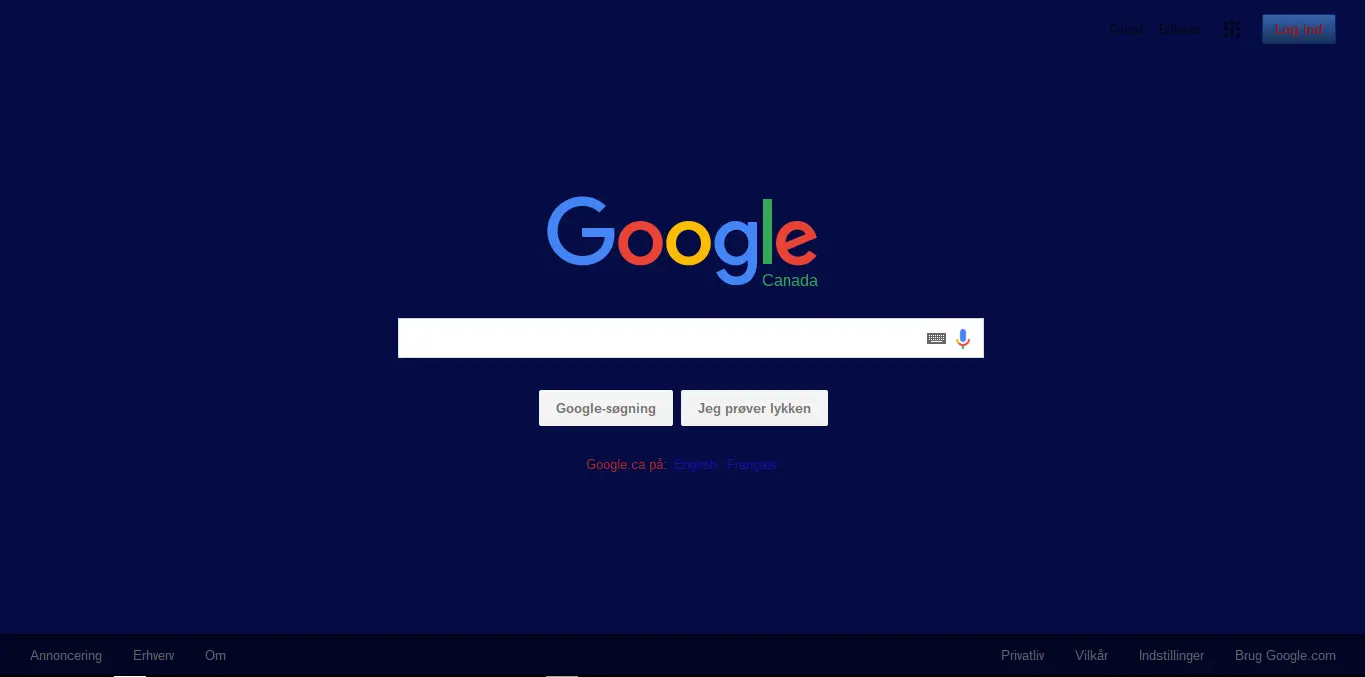 Gmail Billeder Log ind
Google
Canada
Google-søgning Jeg prøver lykken
Google.ca på: English Français
Annoncering Erhverv Om Privatliv Vilkår Indstillinger Brug Google.com